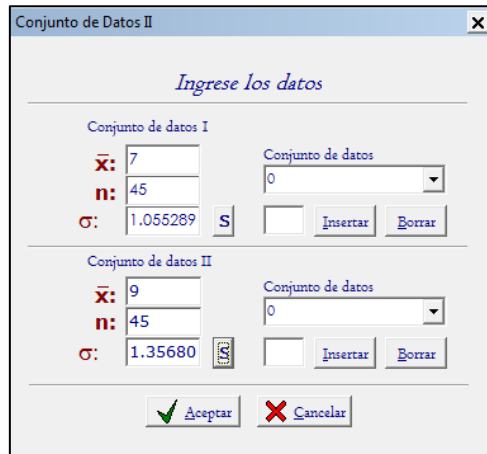 Conjunto de Datos II
Ingrese los datos
Conjunto de datos I
x̄: 7
n: 45
σ: 1.055289 S
Conjunto de datos
0
Insertar Borrar
Conjunto de datos II
x̄: 9
n: 45
σ: 1.35680 S
Conjunto de datos
0
Insertar Borrar
Aceptar Cancelar